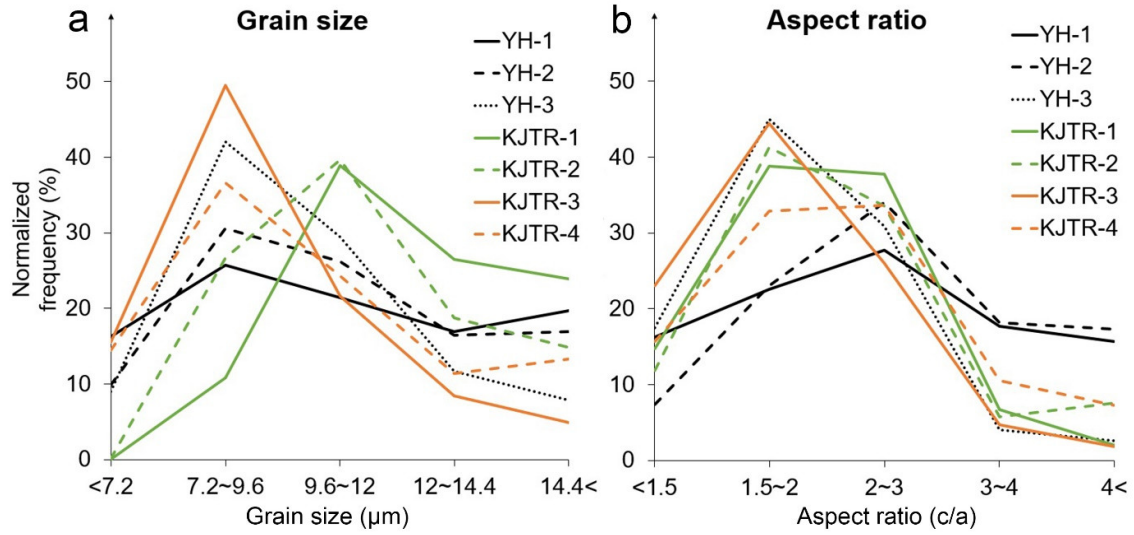 a
Grain size
YH-1
YH-2
YH-3
KJTR-1
KJTR-2
KJTR-3
KJTR-4
Normalized
frequency (%)
50
40
30
20
10
0
<7.2
7.2~9.6
9.6~12
12~14.4
14.4<
Grain size (μm)
b
Aspect ratio
YH-1
YH-2
YH-3
KJTR-1
KJTR-2
KJTR-3
KJTR-4
50
40
30
20
10
0
<1.5
1.5~2
2~3
3~4
4<
Aspect ratio (c/a)